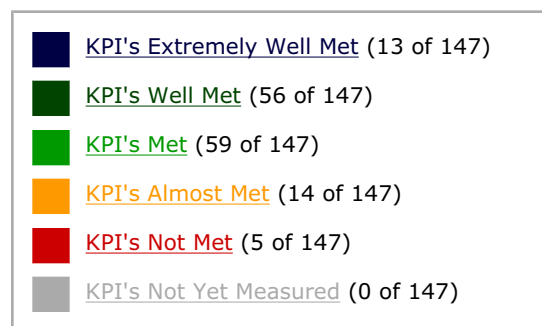 KPI's Extremely Well Met (13 of 147)
KPI's Well Met (56 of 147)
KPI's Met (59 of 147)
KPI's Almost Met (14 of 147)
KPI's Not Met (5 of 147)
KPI's Not Yet Measured (0 of 147)